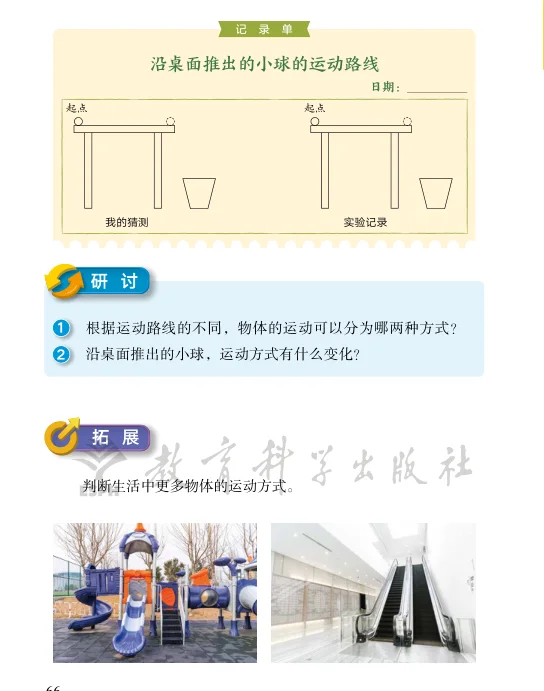 记 录 单
沿桌面推出的小球的运动路线
日期：
起点 起点
我的猜测 实验记录
研 讨
1 根据运动路线的不同，物体的运动可以分为哪两种方式？
2 沿桌面推出的小球，运动方式有什么变化？
拓 展
教育科学出版社
判断生活中更多物体的运动方式。
66